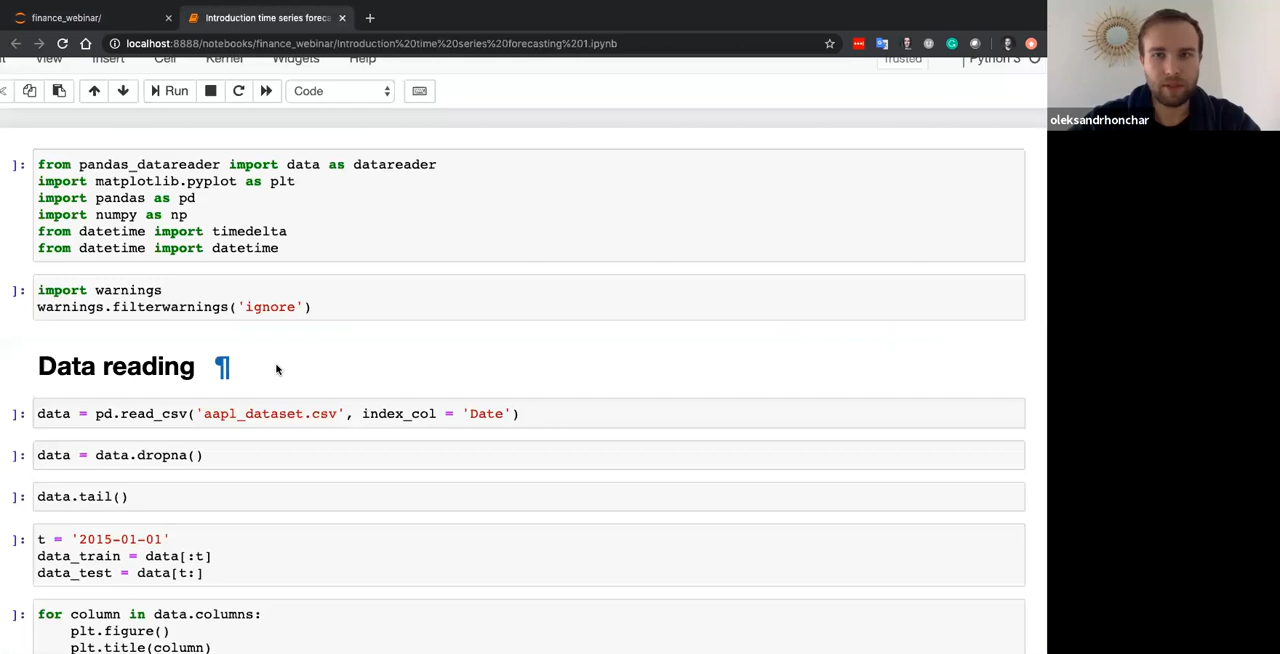 finance_webinar/
Introduction time series foreca
localhost:8888/notebooks/finance_webinar/Introduction%20time%20series%20forecasting%201.ipynb
View Insert Cell Kernel Widgets Help
Trusted
Python 3
Run
Code
oleksandrhonchar
]: from pandas_datareader import data as datareader
import matplotlib.pyplot as plt
import pandas as pd
import numpy as np
from datetime import timedelta
from datetime import datetime
]: import warnings
warnings.filterwarnings('ignore')
Data reading ¶
]: data = pd.read_csv('aapl_dataset.csv', index_col = 'Date')
]: data = data.dropna()
]: data.tail()
]: t = '2015-01-01'
data_train = data[:t]
data_test = data[t:]
]: for column in data.columns:
plt.figure()
plt.title(column)